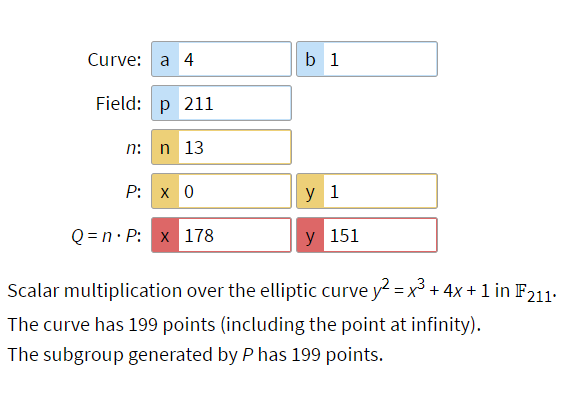 Curve: a 4 b 1
Field: p 211
n: n 13
P: x 0 y 1
Q = n · P: x 178 y 151
Scalar multiplication over the elliptic curve y² = x³ + 4x + 1 in 𝔽₂₁₁.
The curve has 199 points (including the point at infinity).
The subgroup generated by P has 199 points.